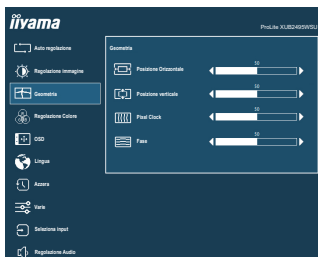 iiyama
ProLite XUB2495WSU
Auto regolazione
Regolazione immagine
Geometria
Regolazione Colore
OSD
Lingua
Azzera
Varie
Seleziona input
Regolazione Audio
Geometria
Posizione Orizzontale
50
Posizione verticale
50
Pixel Clock
50
Fase
50